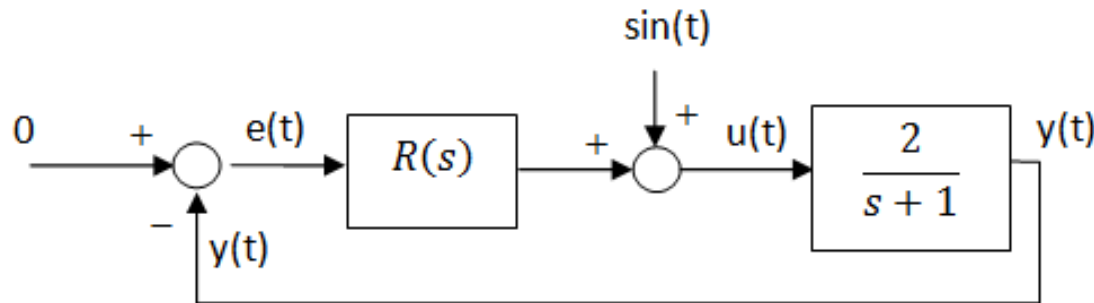 sin(t)
0
+
e(t)
R(s)
+
+
u(t)
2
s + 1
y(t)
−
y(t)